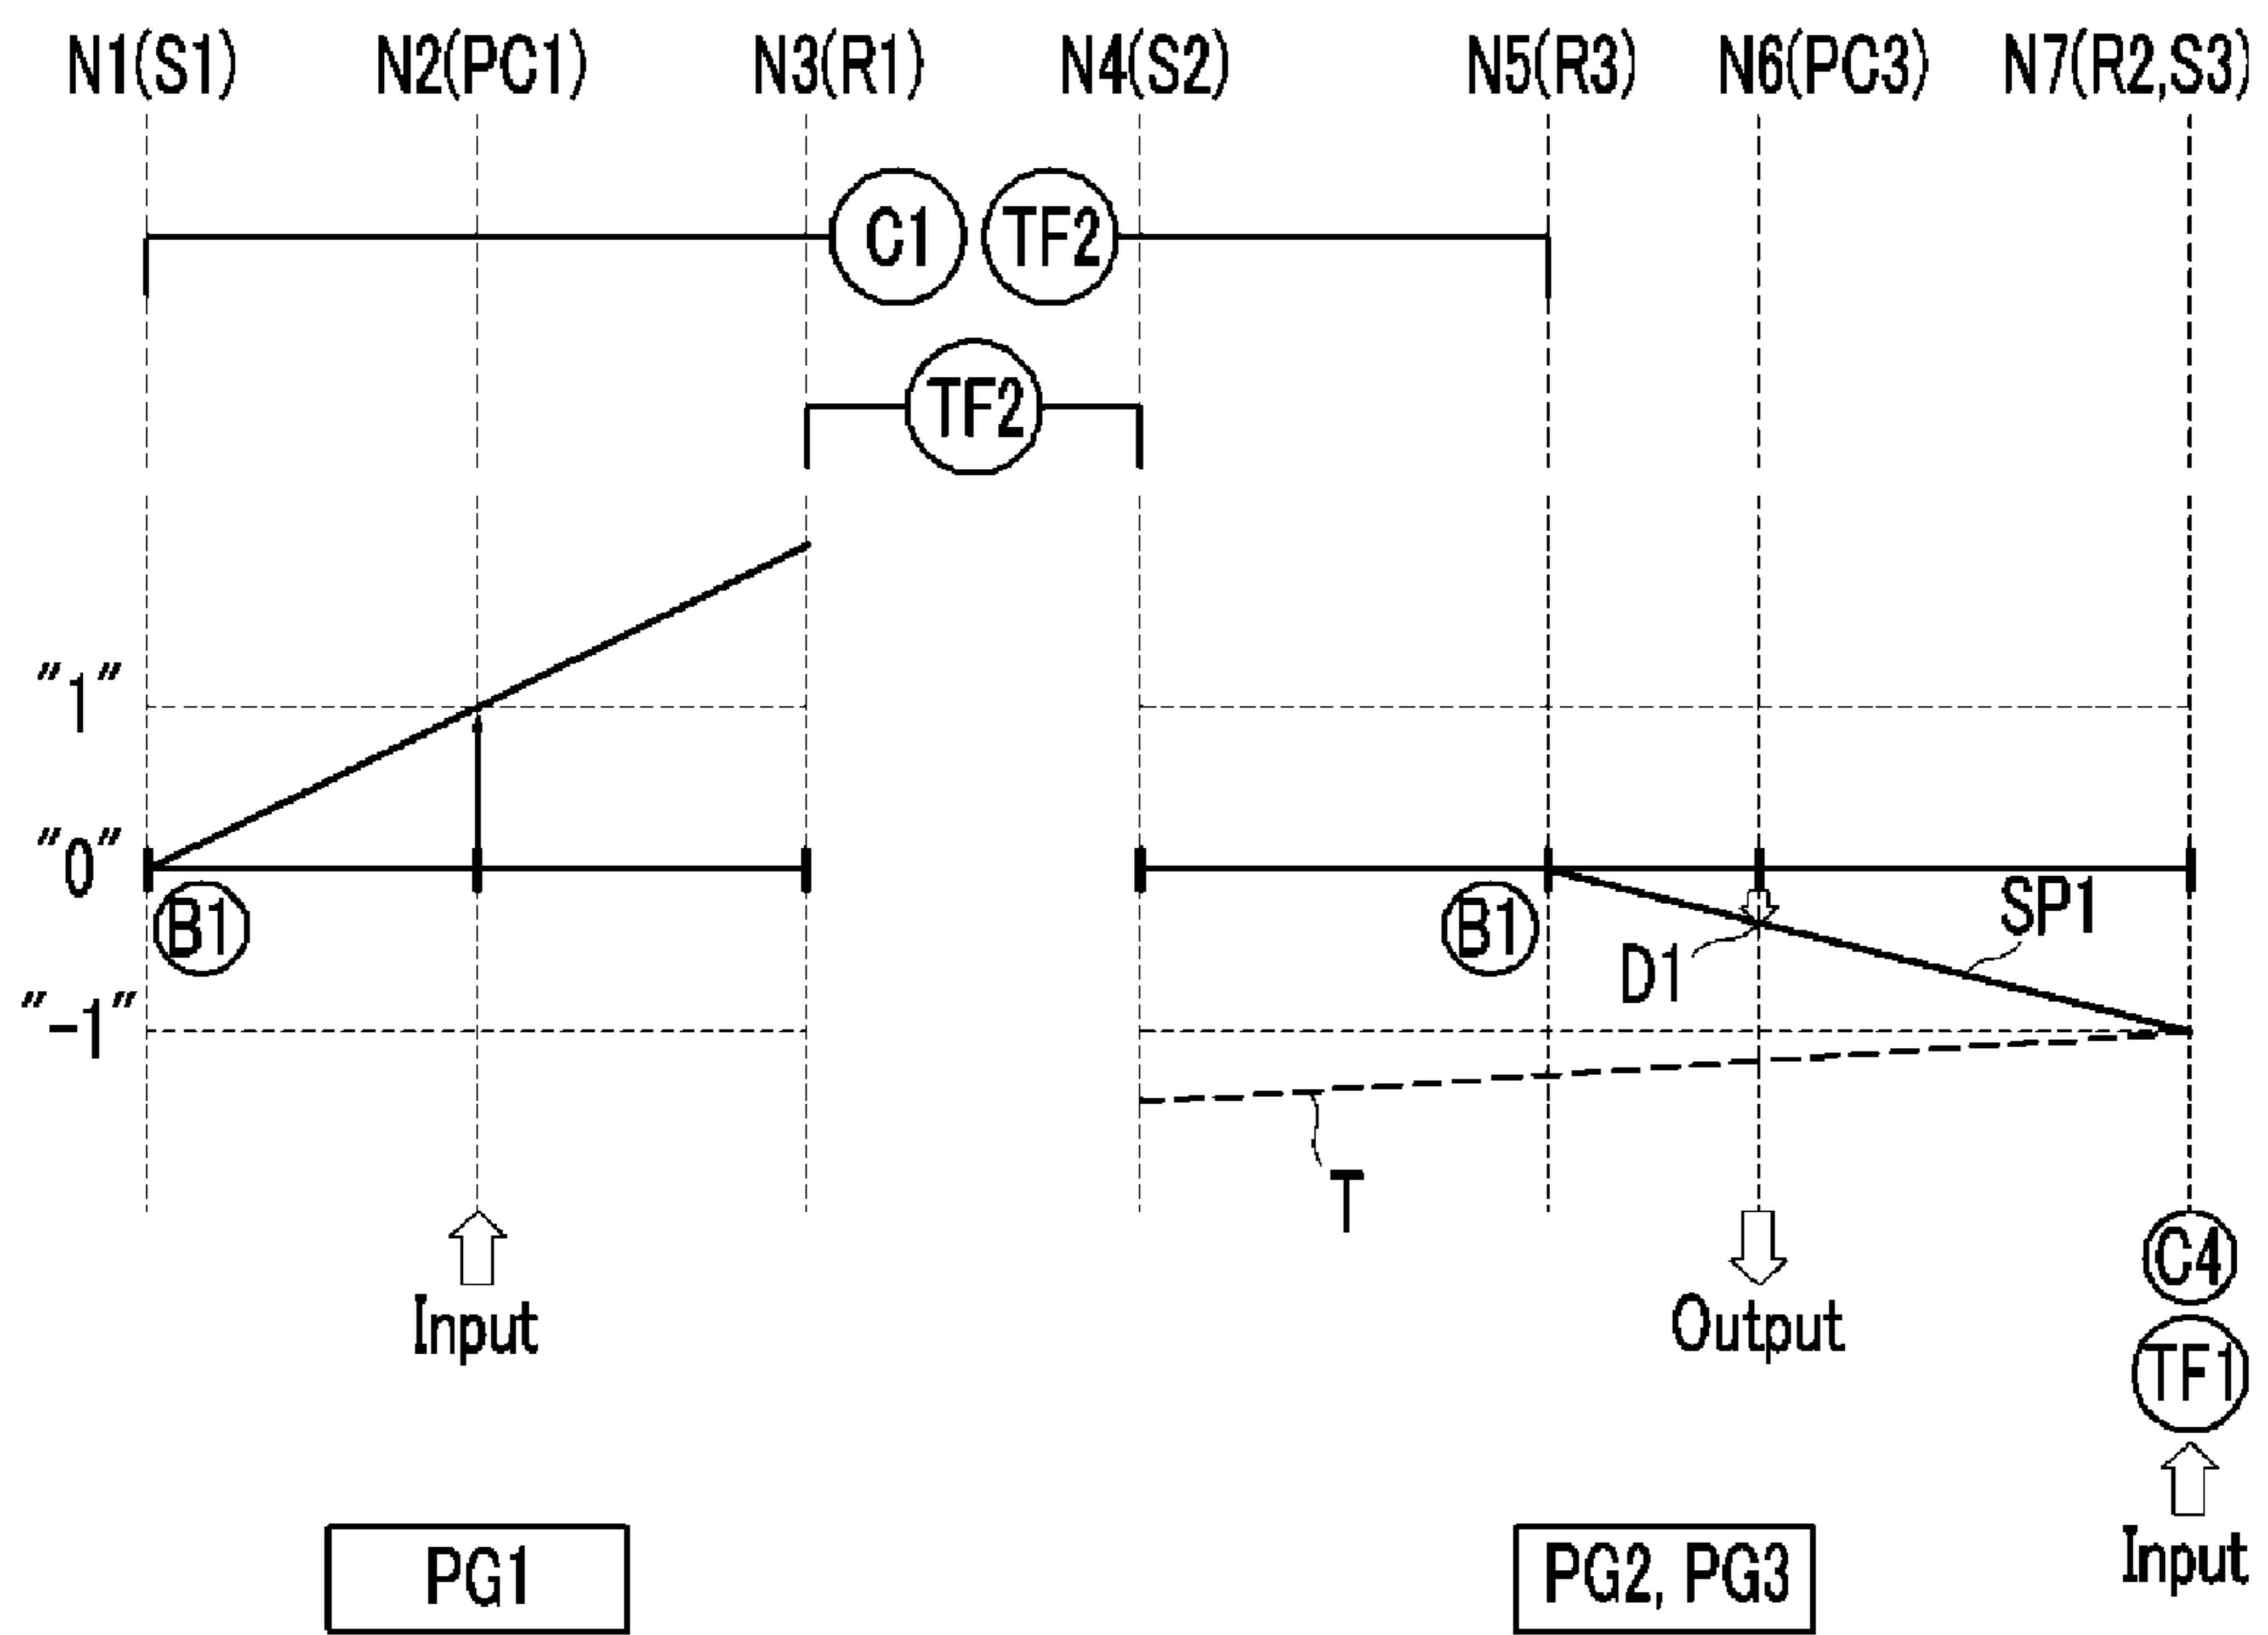 N1(S1) N2(PC1) N3(R1) N4(S2) N5(R3) N6(PC3) N7(R2,S3)
C1 TF2
TF2
"1"
"0"
B1 B1 D1 SP1
"-1"
T
C4
Input Output TF1
Input
PG1 PG2, PG3